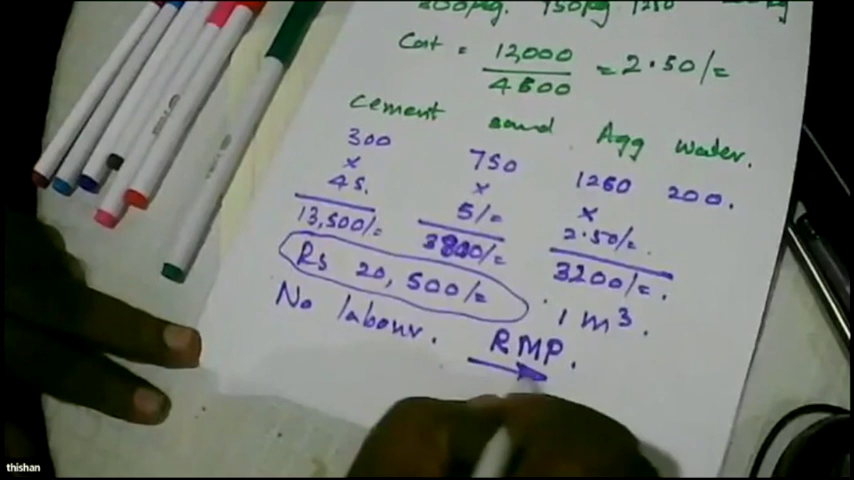 Cost = 12,000 / 4800 = 2.50/=
cement sand Agg water.
300 750 1260 200.
x x x
45. 5/= 2.50/=
13,500/= 3200/=.
Rs 20,500/= 1 m3.
No labour. RMP.
thishan